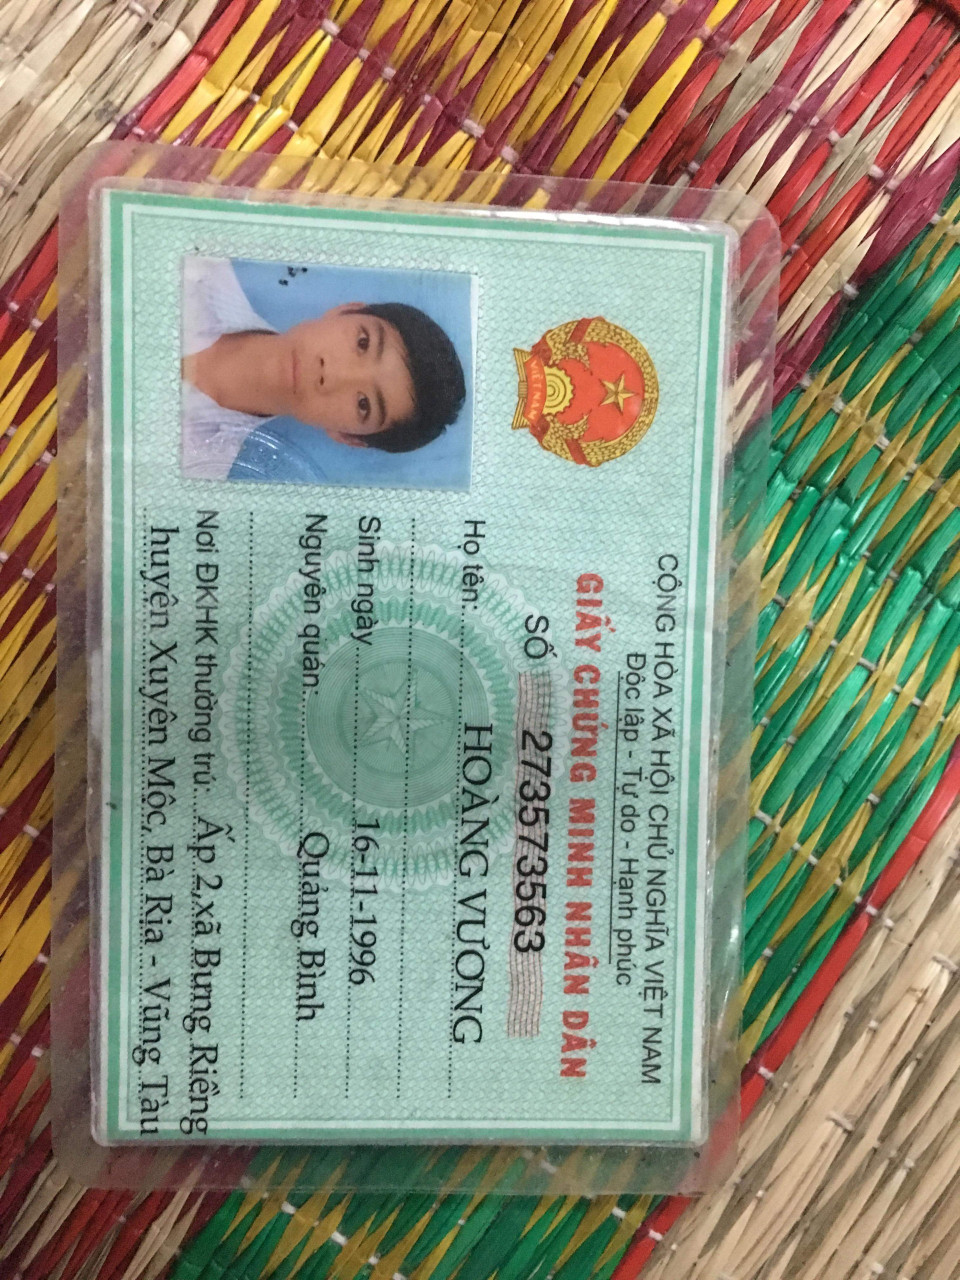 CỘNG HÒA XÃ HỘI CHỦ NGHĨA VIỆT NAM
Độc lập - Tự do - Hạnh phúc
GIẤY CHỨNG MINH NHÂN DÂN
SỐ 273573563
VIỆT NAM
Họ tên: HOÀNG VƯƠNG
Sinh ngày 16-11-1996
Nguyên quán: Quảng Bình
Nơi ĐKHK thường trú: Ấp 2,xã Bưng Riềng
huyện Xuyên Mộc, Bà Rịa - Vũng Tàu